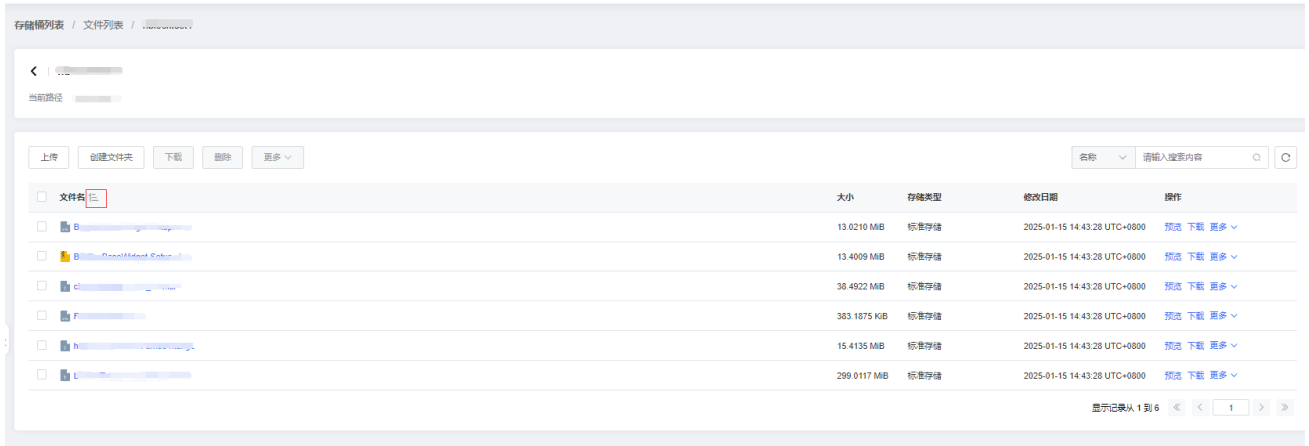 存储桶列表 / 文件列表 /
当前路径
上传 创建文件夹 下载 删除 更多 名称 请输入搜索内容
文件名 大小 存储类型 修改日期 操作
B 13.0210 MiB 标准存储 2025-01-15 14:43:28 UTC+0800 预览 下载 更多
B 13.4009 MiB 标准存储 2025-01-15 14:43:28 UTC+0800 预览 下载 更多
c 38.4922 MiB 标准存储 2025-01-15 14:43:28 UTC+0800 预览 下载 更多
F 383.1875 KiB 标准存储 2025-01-15 14:43:28 UTC+0800 预览 下载 更多
h 15.4135 MiB 标准存储 2025-01-15 14:43:28 UTC+0800 预览 下载 更多
L 299.0117 MiB 标准存储 2025-01-15 14:43:28 UTC+0800 预览 下载 更多
显示记录从 1 到 6 1